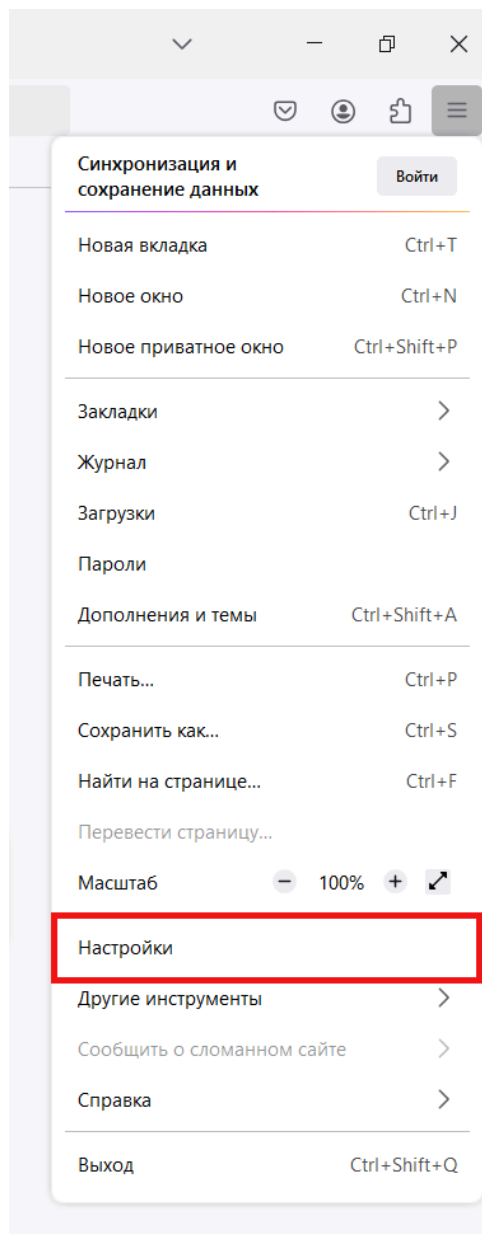 Синхронизация и
сохранение данных
Войти
Новая вкладка Ctrl+T
Новое окно Ctrl+N
Новое приватное окно Ctrl+Shift+P
Закладки
Журнал
Загрузки Ctrl+J
Пароли
Дополнения и темы Ctrl+Shift+A
Печать... Ctrl+P
Сохранить как... Ctrl+S
Найти на странице... Ctrl+F
Перевести страницу...
Масштаб − 100% +
Настройки
Другие инструменты
Сообщить о сломанном сайте
Справка
Выход Ctrl+Shift+Q